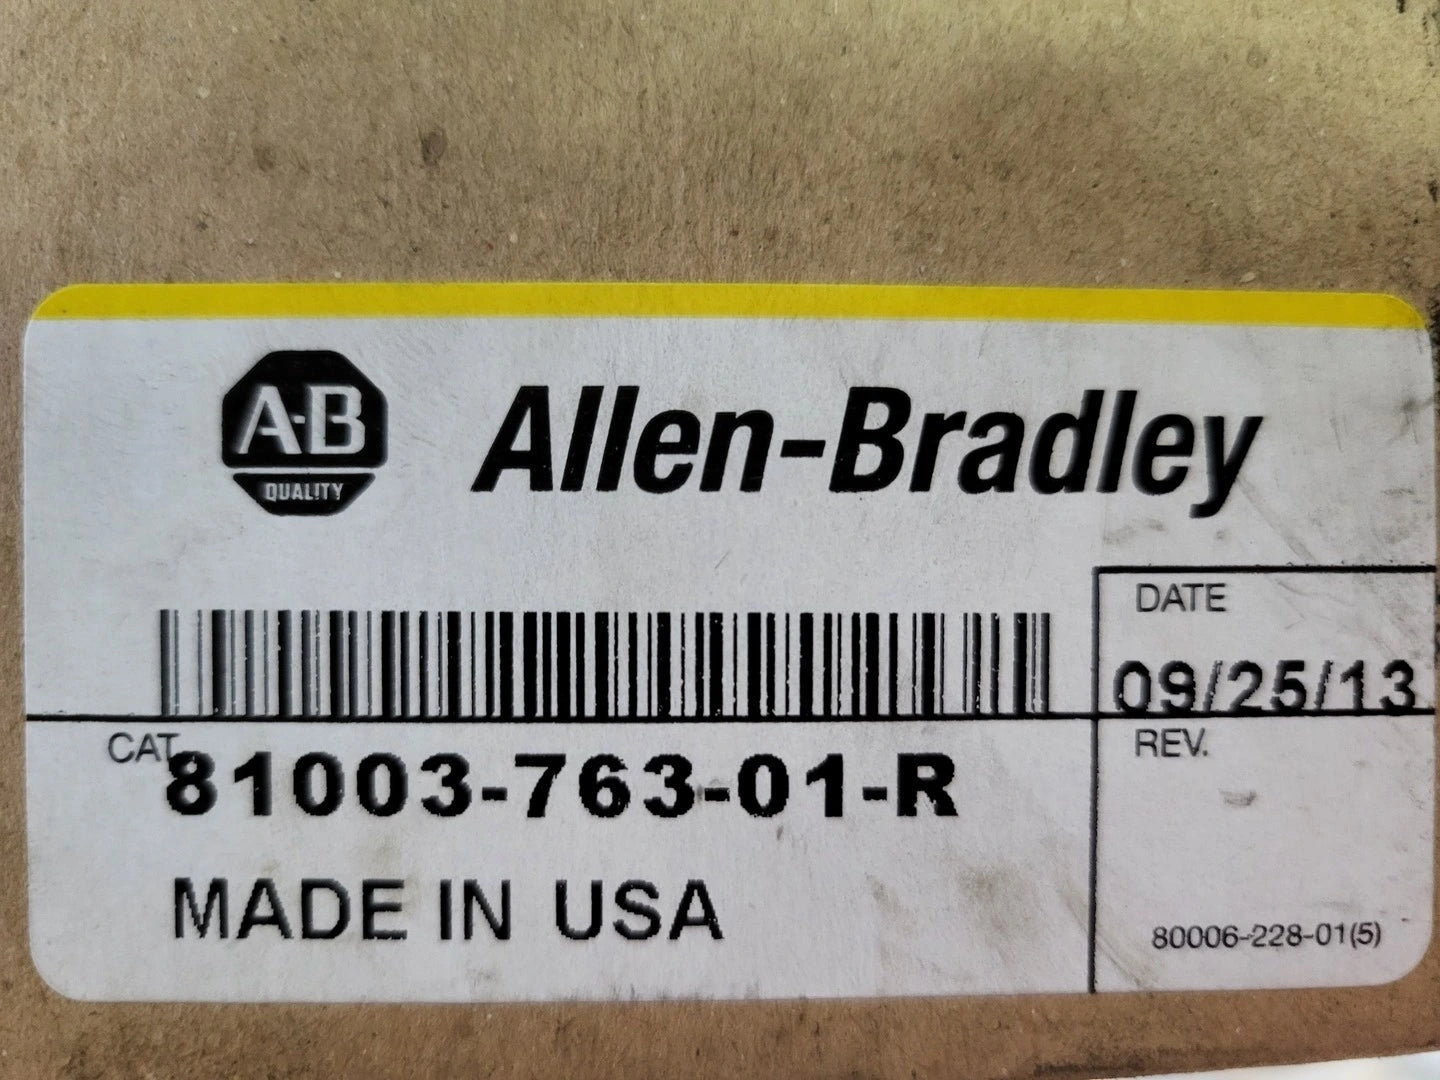 A-B
QUALITY
Allen-Bradley
DATE
09/25/13
CAT.
81003-763-01-R
REV.
MADE IN USA
80006-228-01(5)